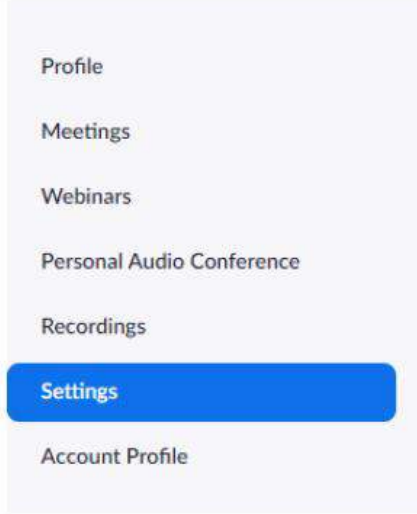 Profile
Meetings
Webinars
Personal Audio Conference
Recordings
Settings
Account Profile